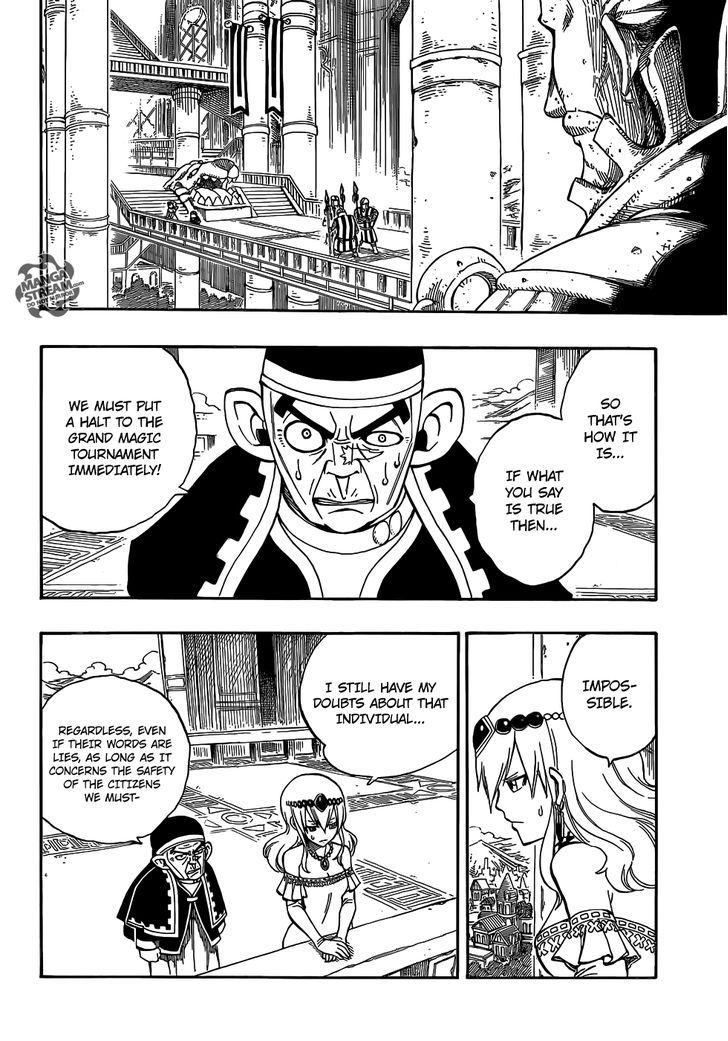 MANGA
STREAM.com
SO
THAT'S
HOW IT
IS...
IF WHAT
YOU SAY
IS TRUE
THEN...
WE MUST PUT
A HALT TO THE
GRAND MAGIC
TOURNAMENT
IMMEDIATELY!
IMPOS-
SIBLE.
I STILL HAVE MY
DOUBTS ABOUT THAT
INDIVIDUAL...
REGARDLESS, EVEN
IF THEIR WORDS ARE
LIES, AS LONG AS IT
CONCERNS THE SAFETY
OF THE CITIZENS
WE MUST-